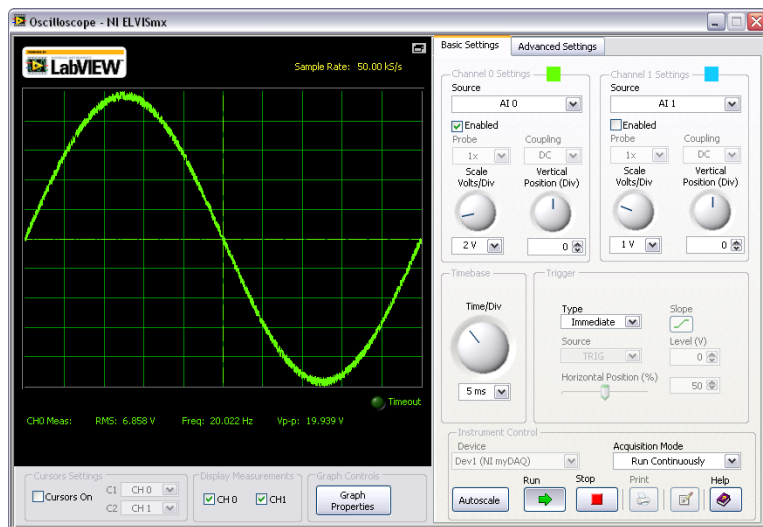 Oscilloscope - NI ELVISmx
LabVIEW
Sample Rate: 50.00 kS/s
Timeout
CH0 Meas: RMS: 6.858 V Freq: 20.022 Hz Vp-p: 19.939 V
Cursors Settings
Cursors On
C1 CH 0
C2 CH 1
Display Measurements
CH 0 CH1
Graph Controls
Graph
Properties
Basic Settings Advanced Settings
Channel 0 Settings
Source
AI 0
Enabled
Probe Coupling
1x DC
Scale Vertical
Volts/Div Position (Div)
2 V 0
Channel 1 Settings
Source
AI 1
Enabled
Probe Coupling
1x DC
Scale Vertical
Volts/Div Position (Div)
1 V 0
Timebase
Time/Div
5 ms
Trigger
Type Slope
Immediate
Source Level (V)
TRIG 0
Horizontal Position (%)
50
Instrument Control
Device Acquisition Mode
Dev1 (NI myDAQ) Run Continuously
Run Stop Print Log Help
Autoscale